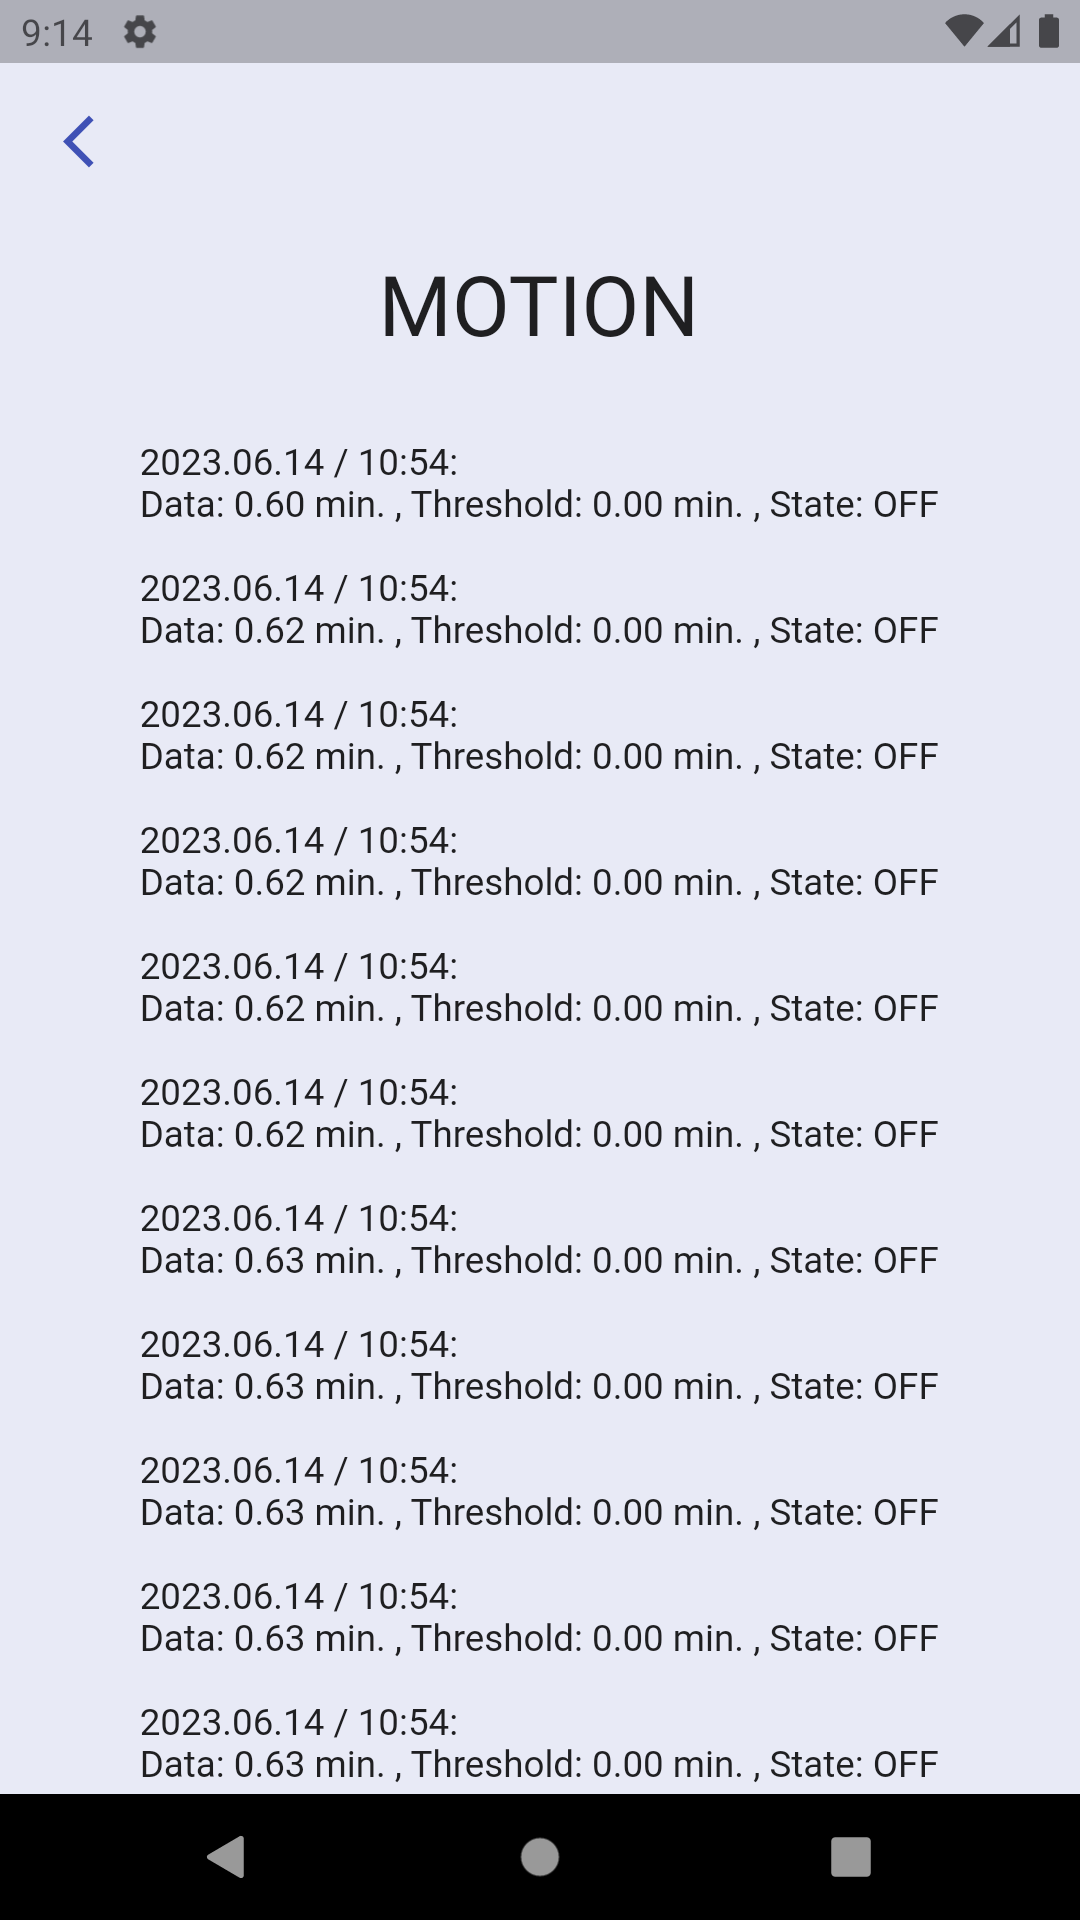 9:14
MOTION
2023.06.14 / 10:54:
Data: 0.60 min. , Threshold: 0.00 min. , State: OFF
2023.06.14 / 10:54:
Data: 0.62 min. , Threshold: 0.00 min. , State: OFF
2023.06.14 / 10:54:
Data: 0.62 min. , Threshold: 0.00 min. , State: OFF
2023.06.14 / 10:54:
Data: 0.62 min. , Threshold: 0.00 min. , State: OFF
2023.06.14 / 10:54:
Data: 0.62 min. , Threshold: 0.00 min. , State: OFF
2023.06.14 / 10:54:
Data: 0.62 min. , Threshold: 0.00 min. , State: OFF
2023.06.14 / 10:54:
Data: 0.63 min. , Threshold: 0.00 min. , State: OFF
2023.06.14 / 10:54:
Data: 0.63 min. , Threshold: 0.00 min. , State: OFF
2023.06.14 / 10:54:
Data: 0.63 min. , Threshold: 0.00 min. , State: OFF
2023.06.14 / 10:54:
Data: 0.63 min. , Threshold: 0.00 min. , State: OFF
2023.06.14 / 10:54:
Data: 0.63 min. , Threshold: 0.00 min. , State: OFF